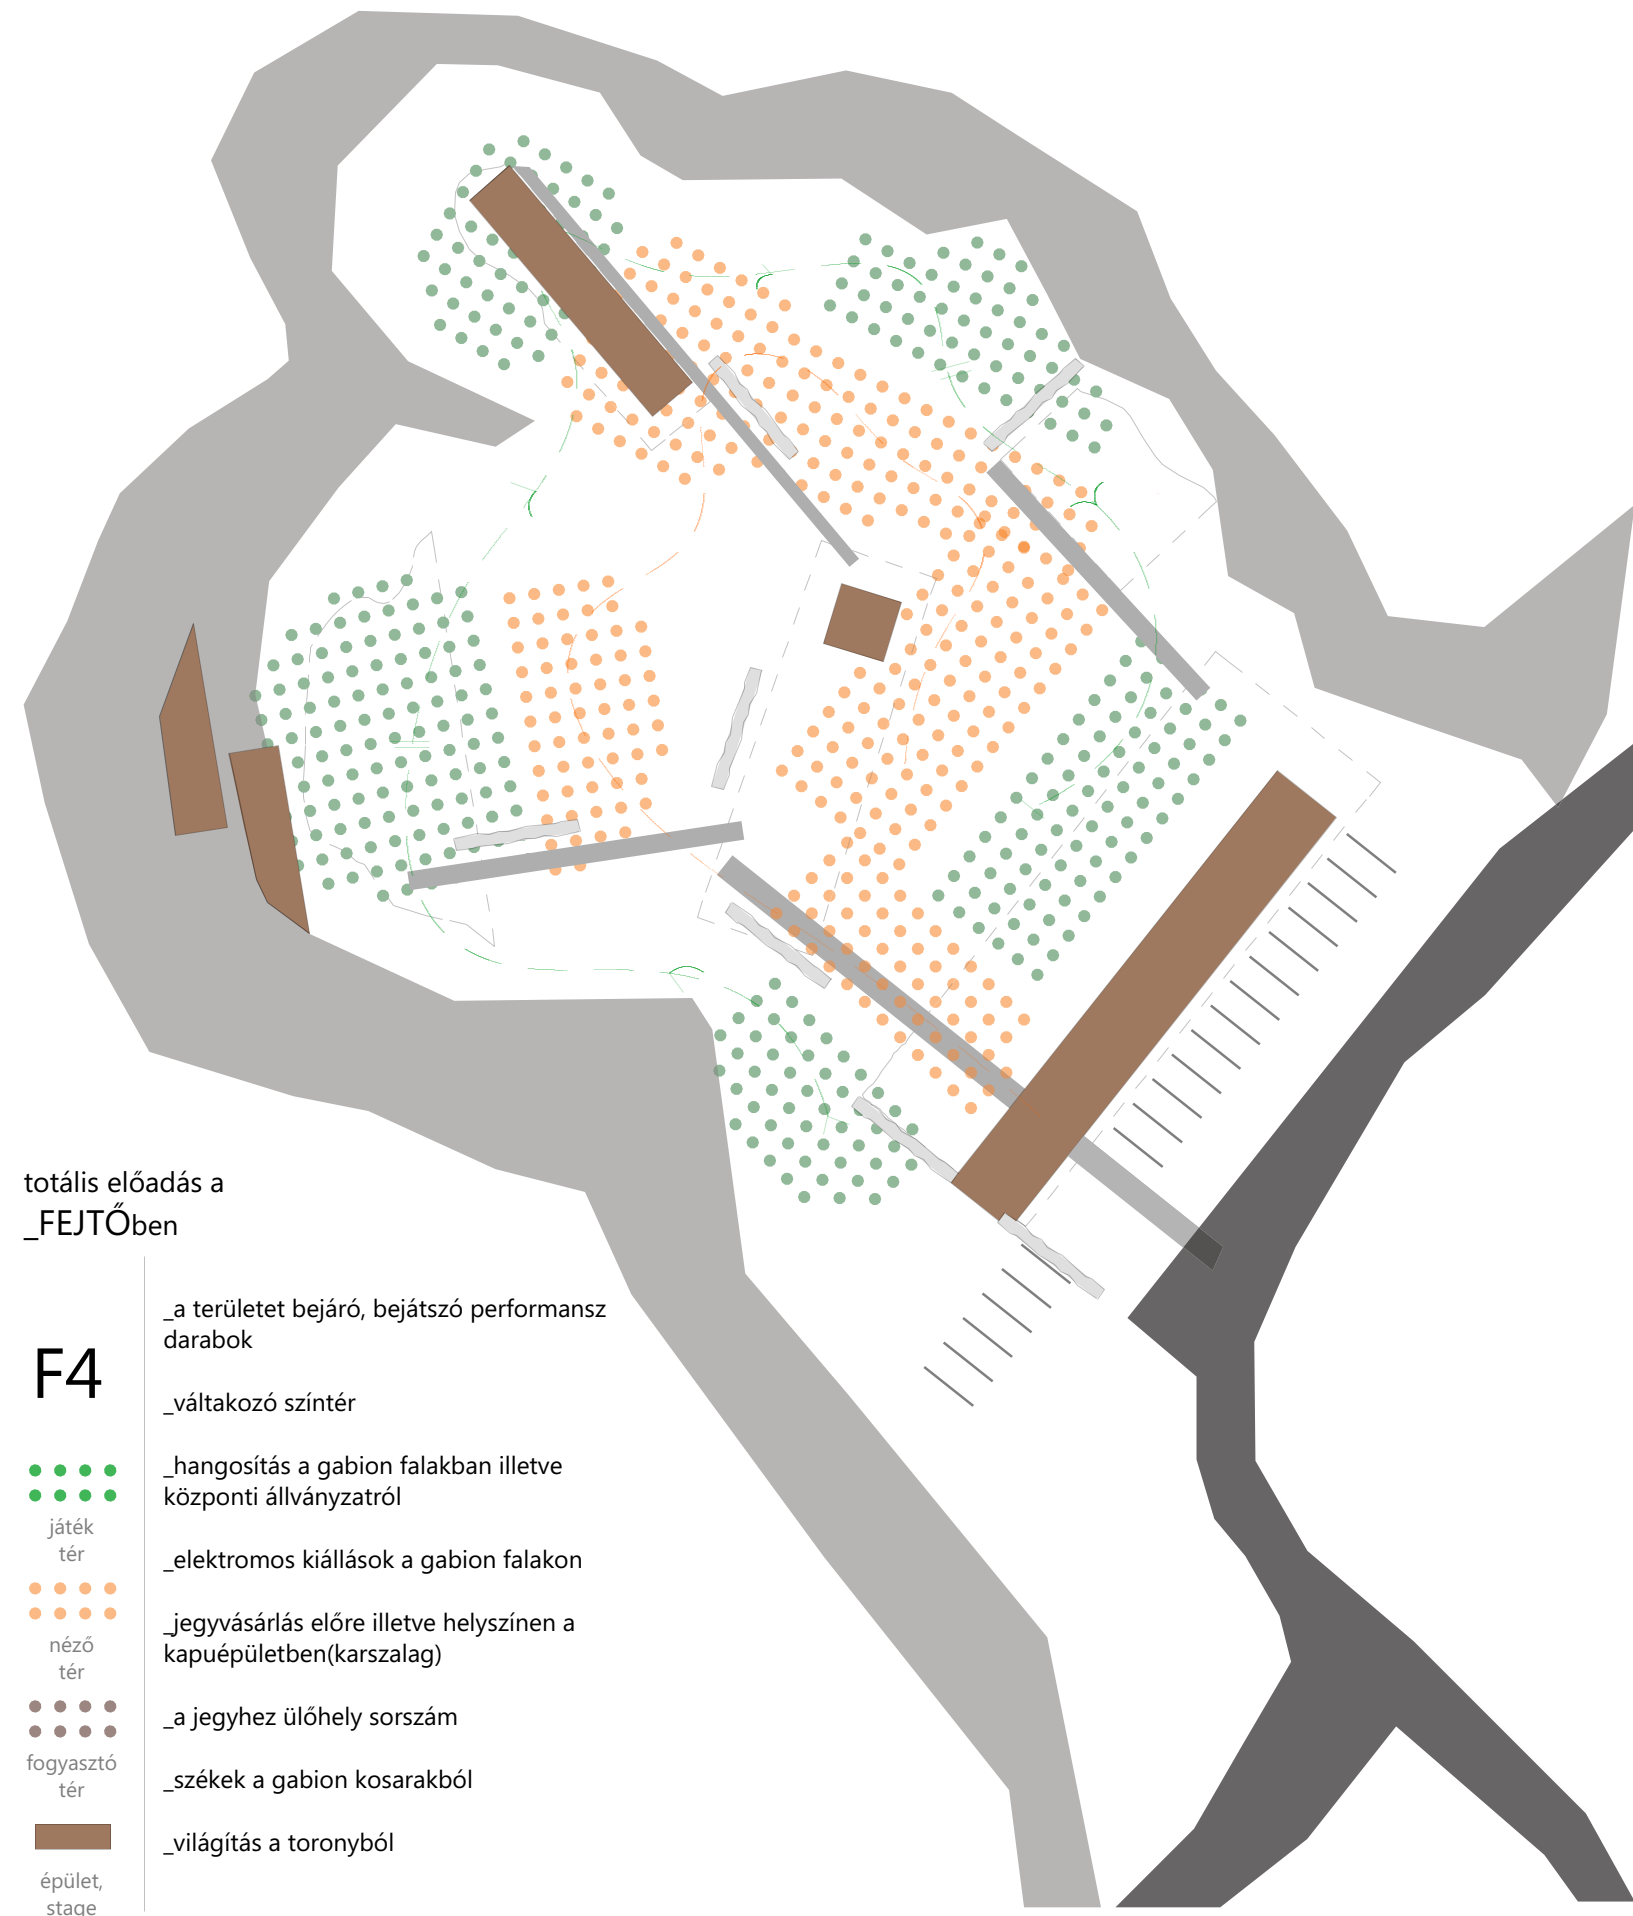 totális előadás a
_FEJTŐben
F4
_a területet bejáró, bejátszó performansz
darabok
_váltakozó színtér
_hangosítás a gabion falakban illetve
központi állványzatról
_elektromos kiállások a gabion falakon
_jegyvásárlás előre illetve helyszínen a
kapuépületben(karszalag)
_a jegyhez ülőhely sorszám
_székek a gabion kosarakból
_világítás a toronyból
játék
tér
néző
tér
fogyasztó
tér
épület,
stage